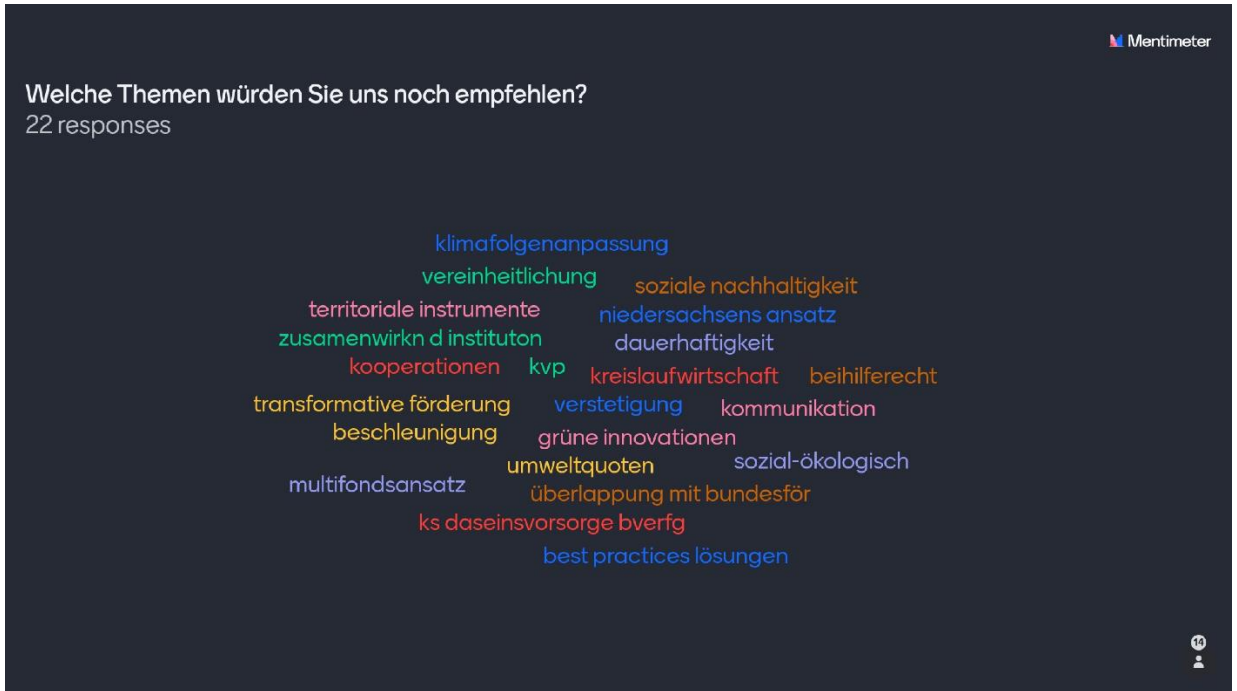 Mentimeter
Welche Themen würden Sie uns noch empfehlen?
22 responses
klimafolgenanpassung
vereinheitlichung
soziale nachhaltigkeit
territoriale instrumente
niedersachsens ansatz
zusamenwirkn d instituton
dauerhaftigkeit
kooperationen
kvp
kreislaufwirtschaft
beihilferecht
transformative förderung
verstetigung
kommunikation
beschleunigung
grüne innovationen
umweltquoten
sozial-ökologisch
multifondsansatz
überlappung mit bundesför
ks daseinsvorsorge bverfg
best practices lösungen
14